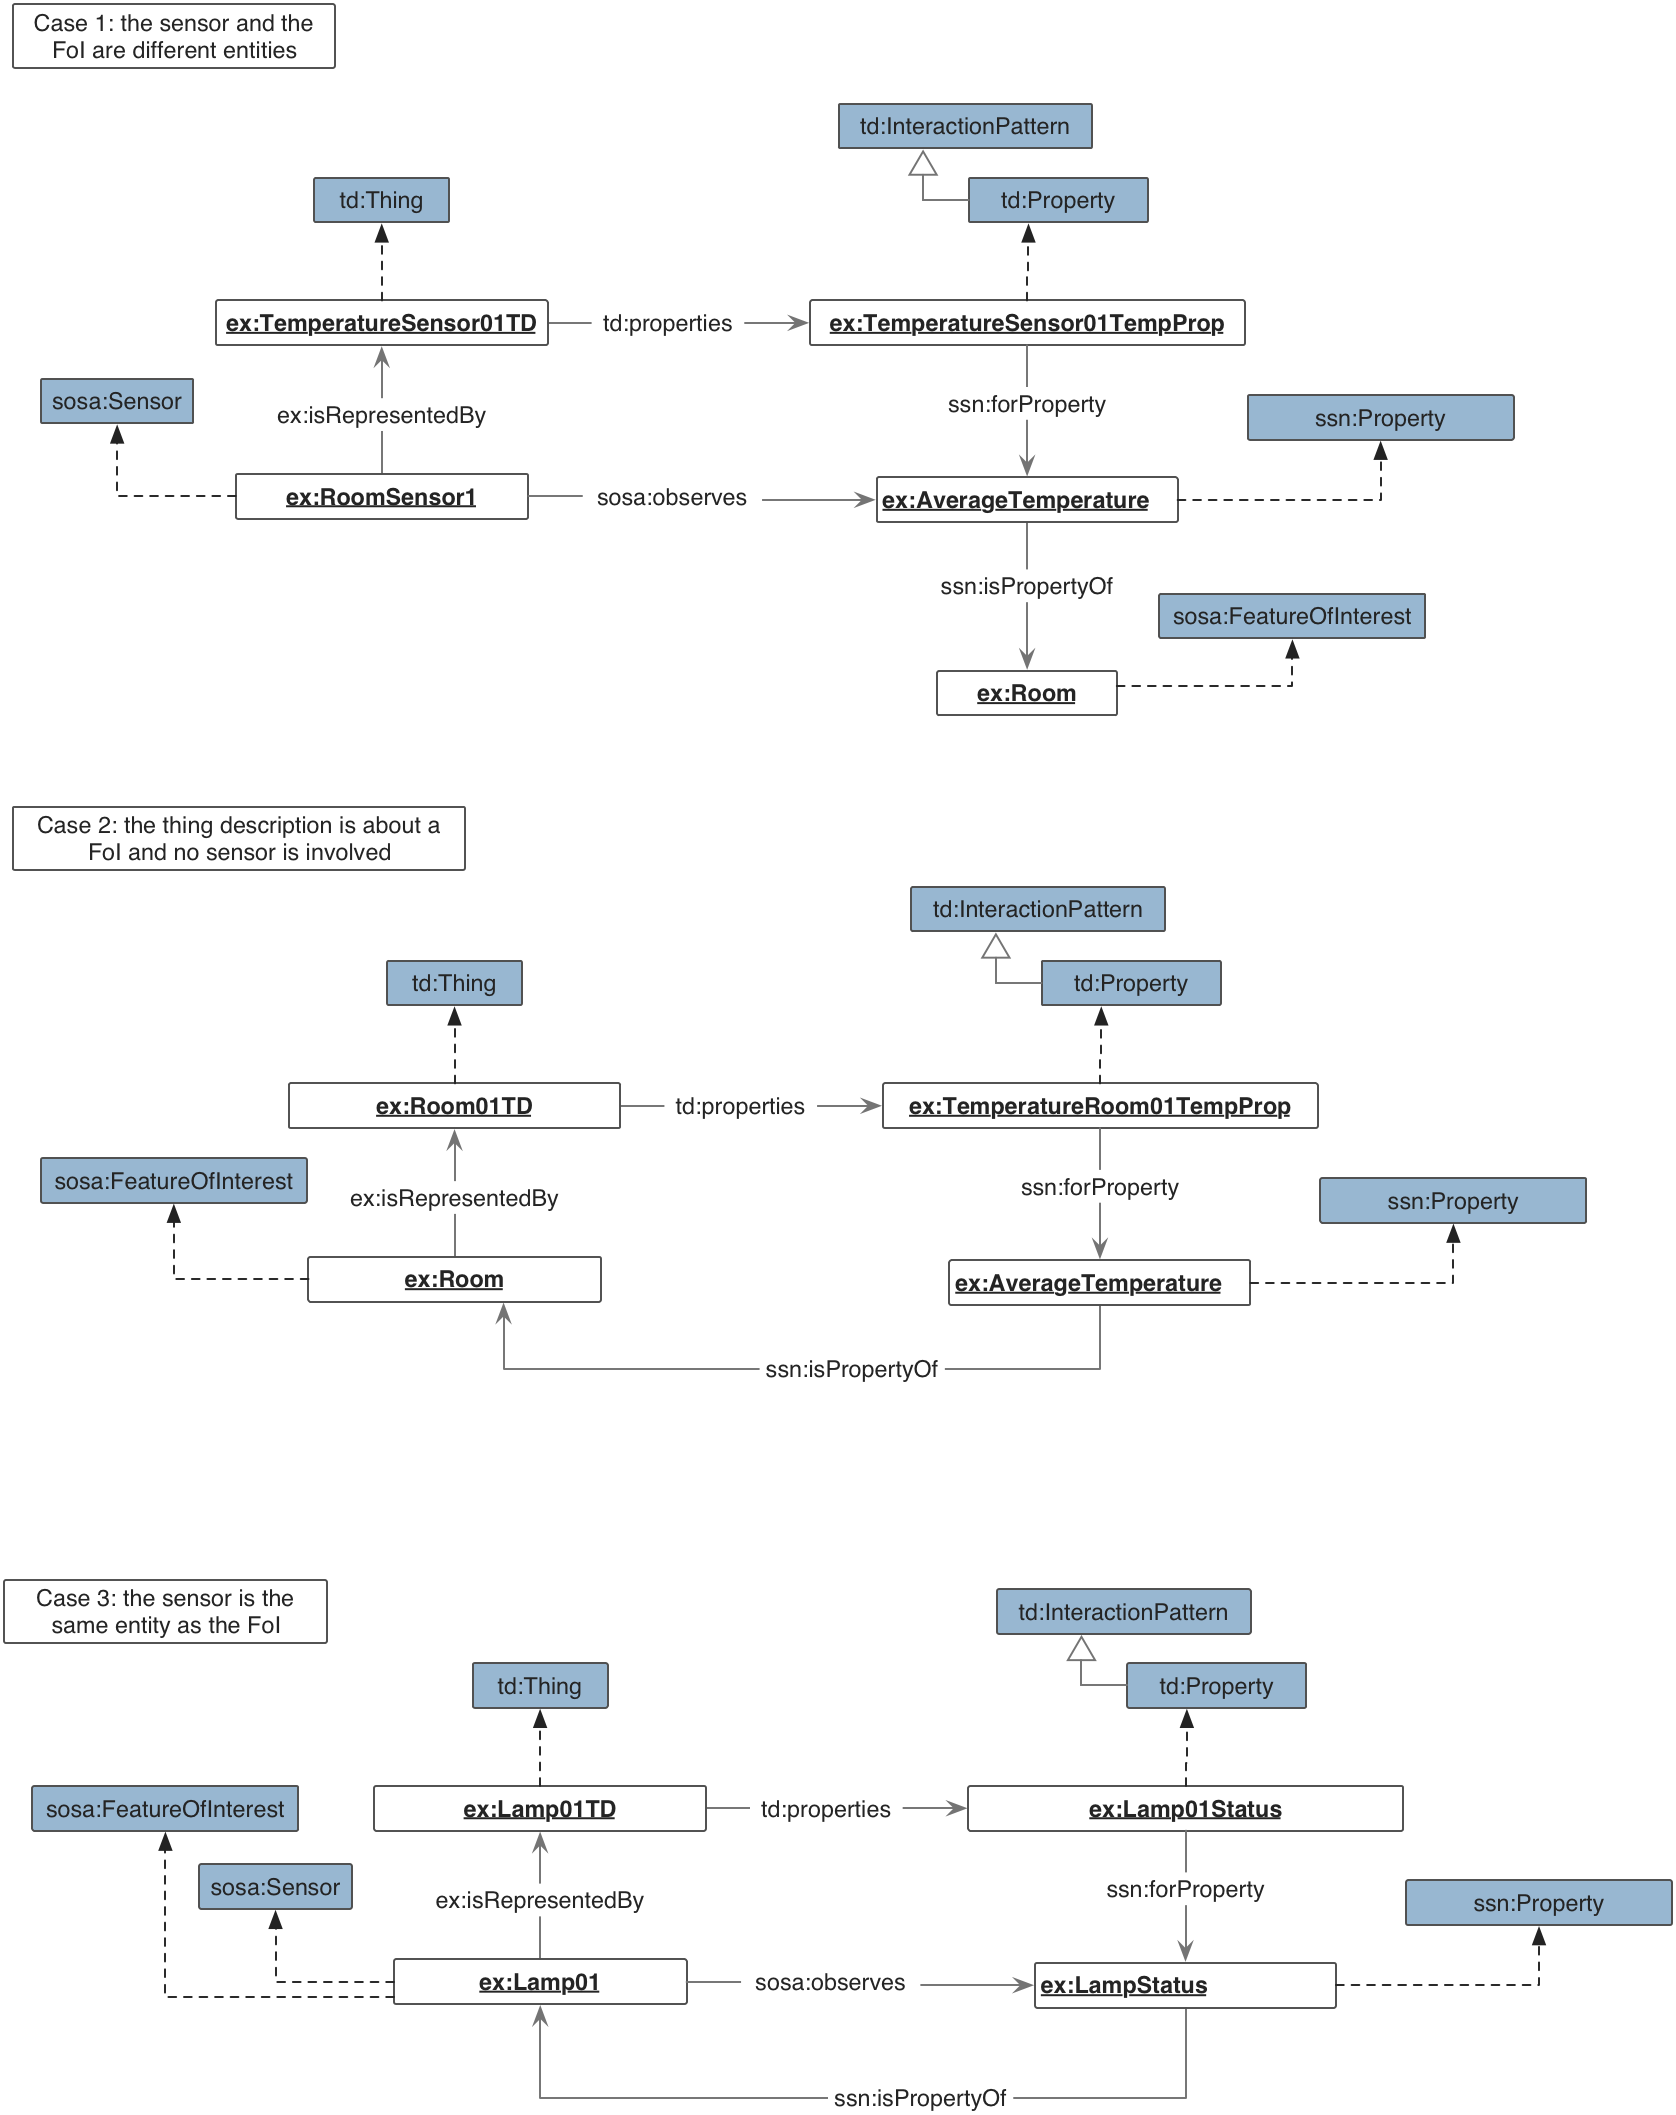 Case 1: the sensor and the
FoI are different entities
td:InteractionPattern
td:Thing
td:Property
ex:TemperatureSensor01TD
td:properties
ex:TemperatureSensor01TempProp
sosa:Sensor
ex:isRepresentedBy
ssn:forProperty
ssn:Property
ex:RoomSensor1
sosa:observes
ex:AverageTemperature
ssn:isPropertyOf
sosa:FeatureOfInterest
ex:Room
Case 2: the thing description is about a
FoI and no sensor is involved
td:InteractionPattern
td:Thing
td:Property
ex:Room01TD
td:properties
ex:TemperatureRoom01TempProp
sosa:FeatureOfInterest
ex:isRepresentedBy
ssn:forProperty
ssn:Property
ex:Room
ex:AverageTemperature
ssn:isPropertyOf
Case 3: the sensor is the
same entity as the FoI
td:InteractionPattern
td:Thing
td:Property
sosa:FeatureOfInterest
ex:Lamp01TD
td:properties
ex:Lamp01Status
sosa:Sensor
ex:isRepresentedBy
ssn:forProperty
ssn:Property
ex:Lamp01
sosa:observes
ex:LampStatus
ssn:isPropertyOf